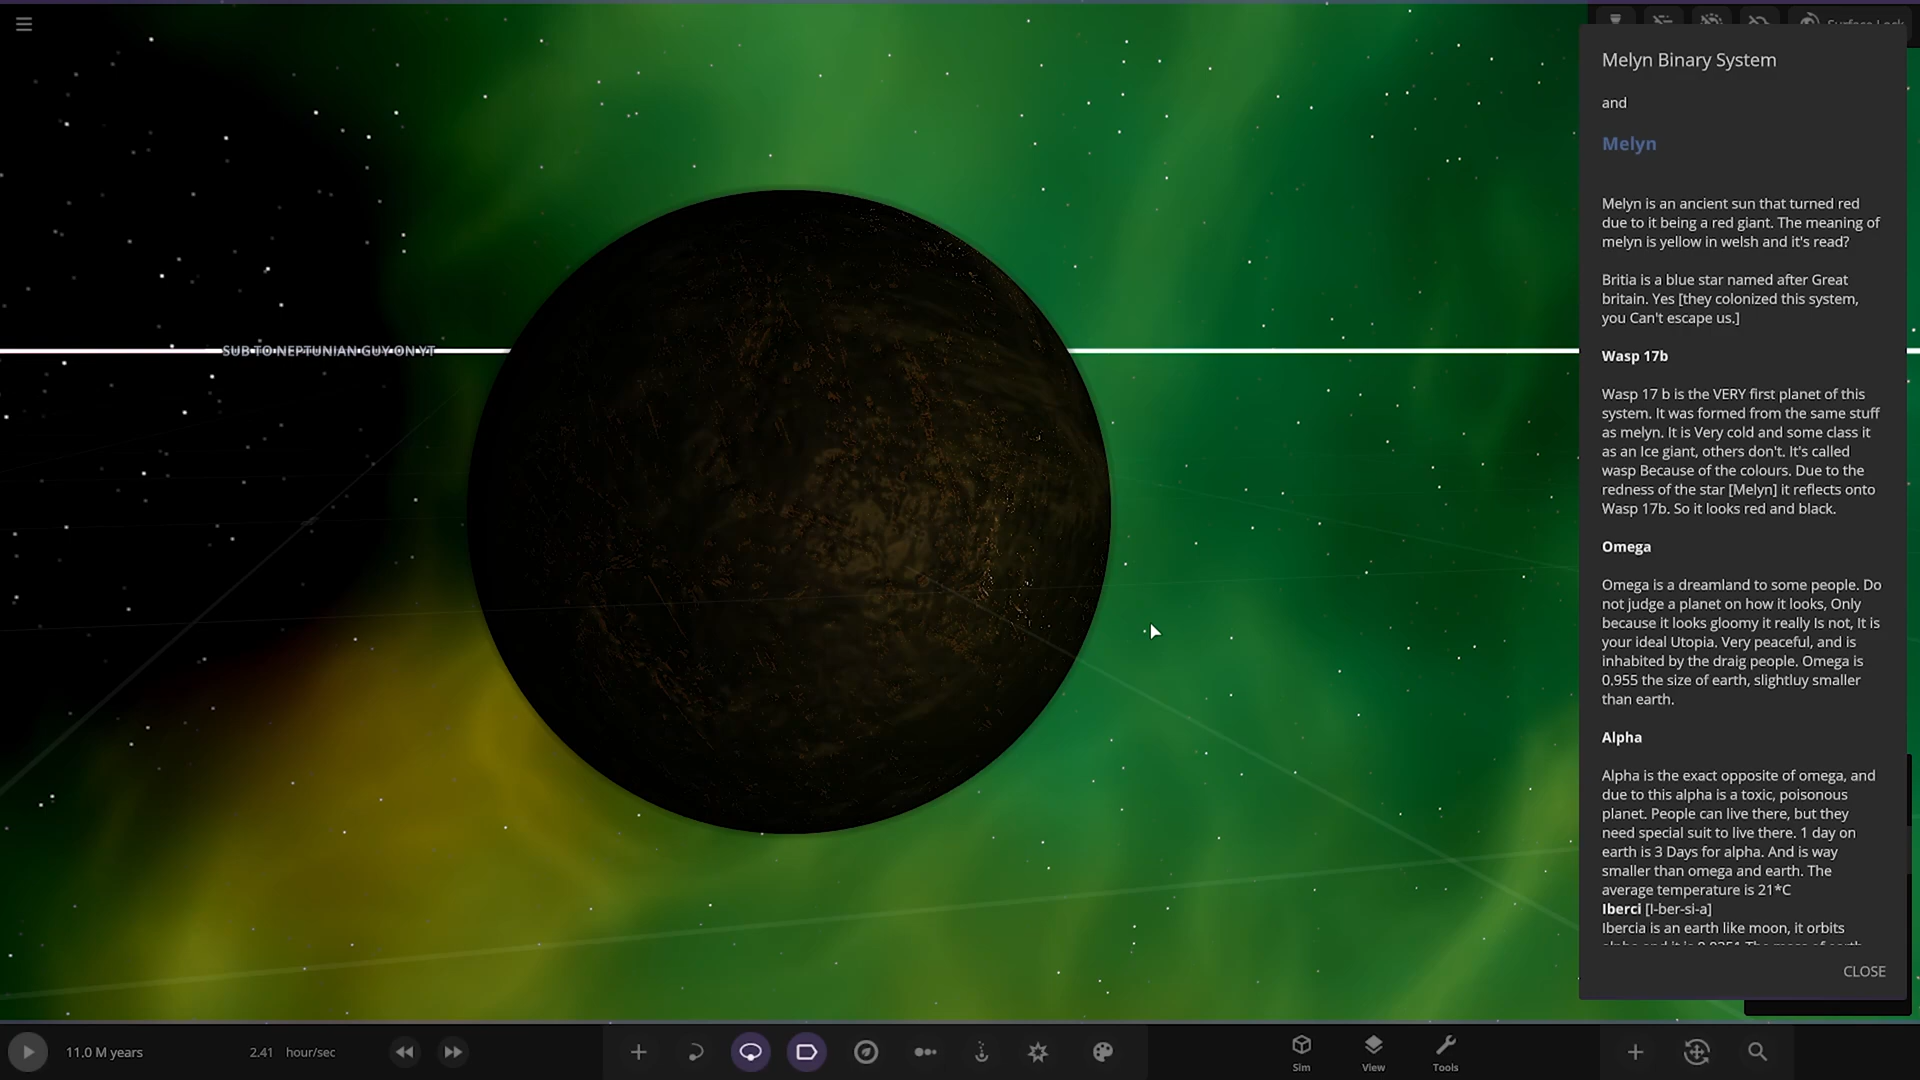 Surface Lock
Melyn Binary System
and
Melyn
Melyn is an ancient sun that turned red
due to it being a red giant. The meaning of
melyn is yellow in welsh and it's read?
Britia is a blue star named after Great
britain. Yes [they colonized this system,
you Can't escape us.]
Wasp 17b
Wasp 17 b is the VERY first planet of this
system. It was formed from the same stuff
as melyn. It is Very cold and some class it
as an Ice giant, others don't. It's called
wasp Because of the colours. Due to the
redness of the star [Melyn] it reflects onto
Wasp 17b. So it looks red and black.
Omega
Omega is a dreamland to some people. Do
not judge a planet on how it looks, Only
because it looks gloomy it really Is not, It is
your ideal Utopia. Very peaceful, and is
inhabited by the draig people. Omega is
0,955 the size of earth, slightluy smaller
than earth.
Alpha
Alpha is the exact opposite of omega, and
due to this alpha is a toxic, poisonous
planet. People can live there, but they
need special suit to live there. 1 day on
earth is 3 Days for alpha. And is way
smaller than omega and earth. The
average temperature is 21*C
Iberci [I-ber-si-a]
Ibercia is an earth like moon, it orbits
CLOSE
SUB TO NEPTUNIAN GUY ON YT
11.0 M years
2.41 hour/sec
Sim
View
Tools